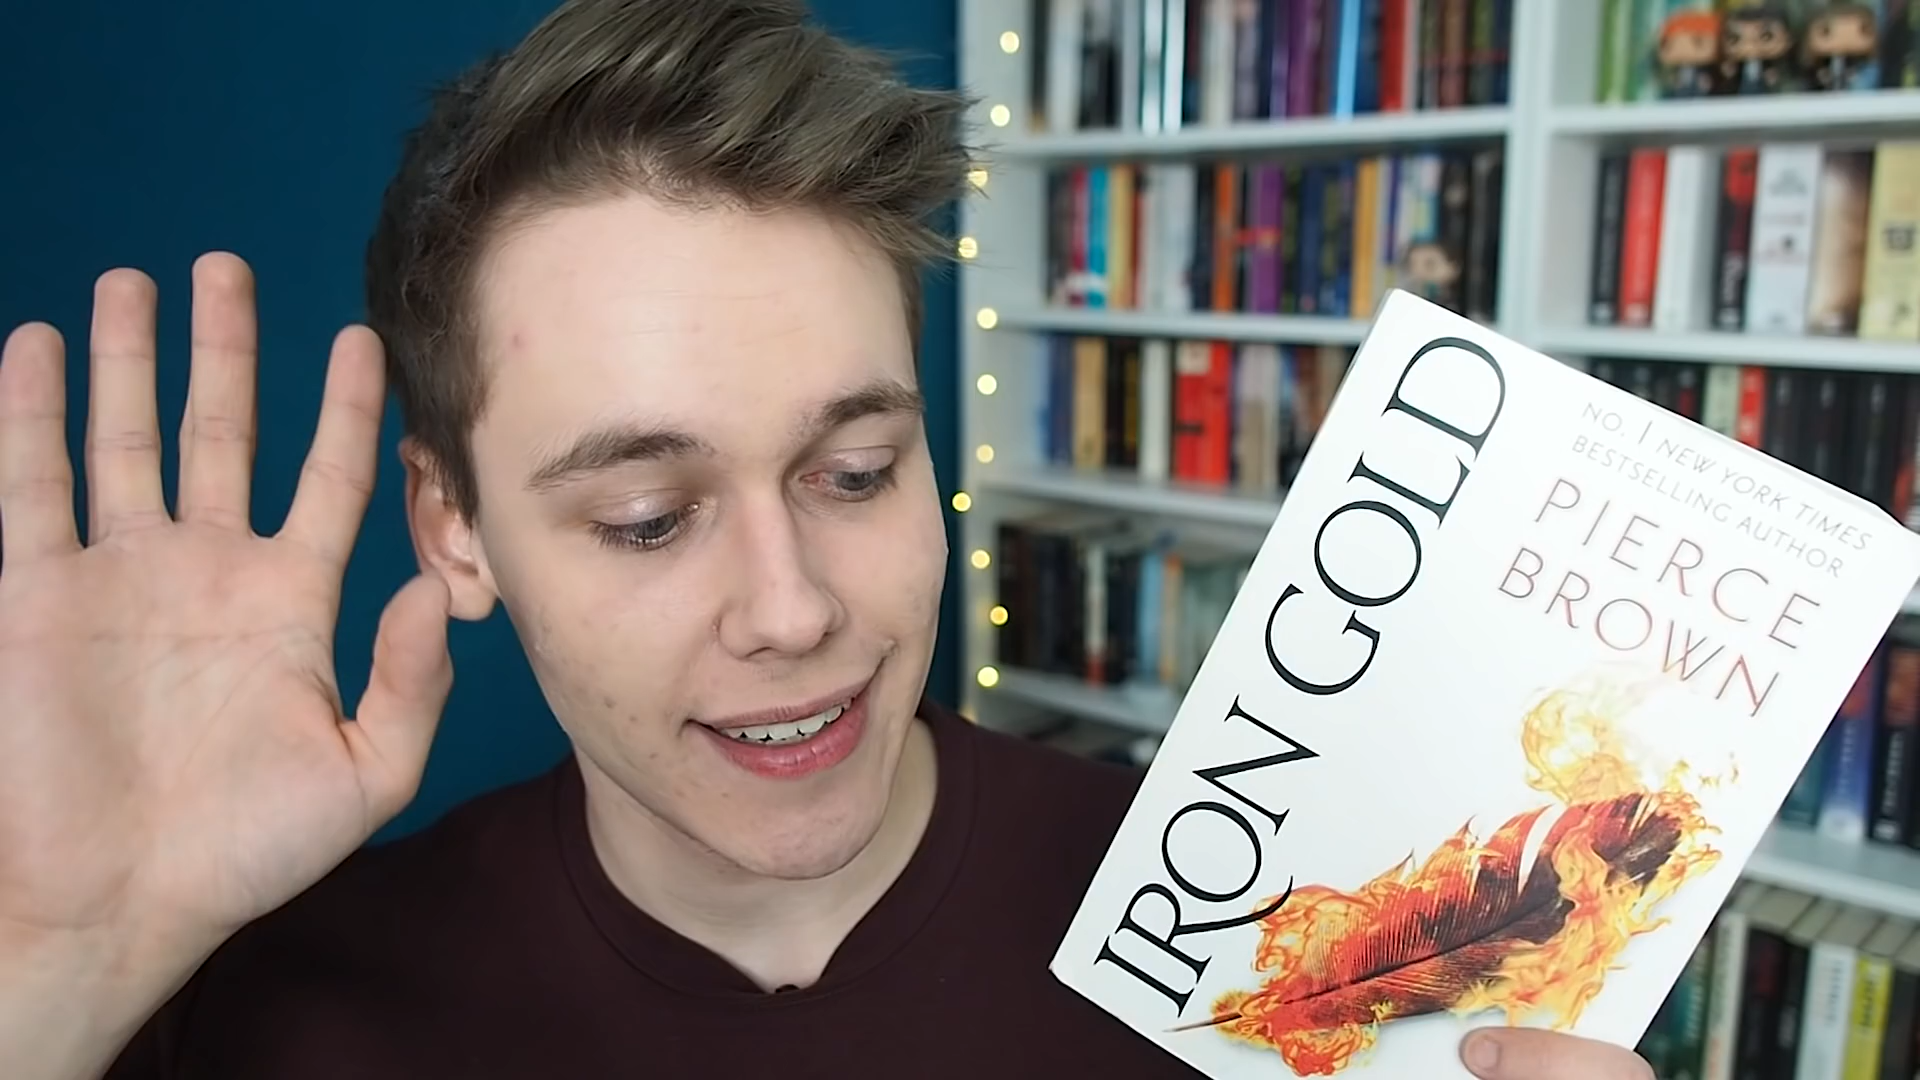 IRON GOLD
NO. 1 NEW YORK TIMES
BESTSELLING AUTHOR
PIERCE
BROWN